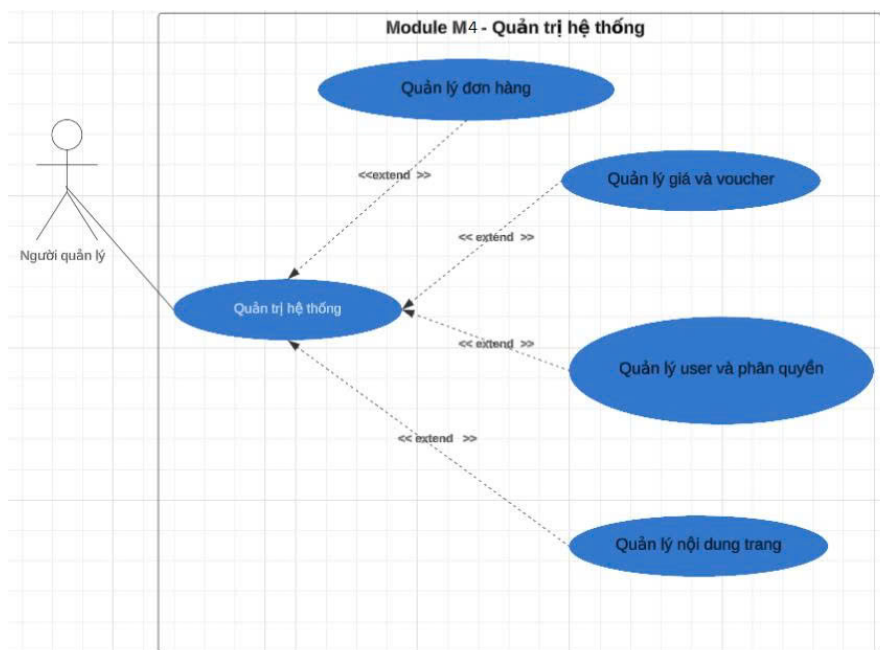 Module M4 - Quản trị hệ thống
Quản lý đơn hàng
<<extend >>
Quản lý giá và voucher
<< extend >>
Người quản lý
Quản trị hệ thống
<< extend >>
Quản lý user và phân quyền
<< extend >>
Quản lý nội dung trang